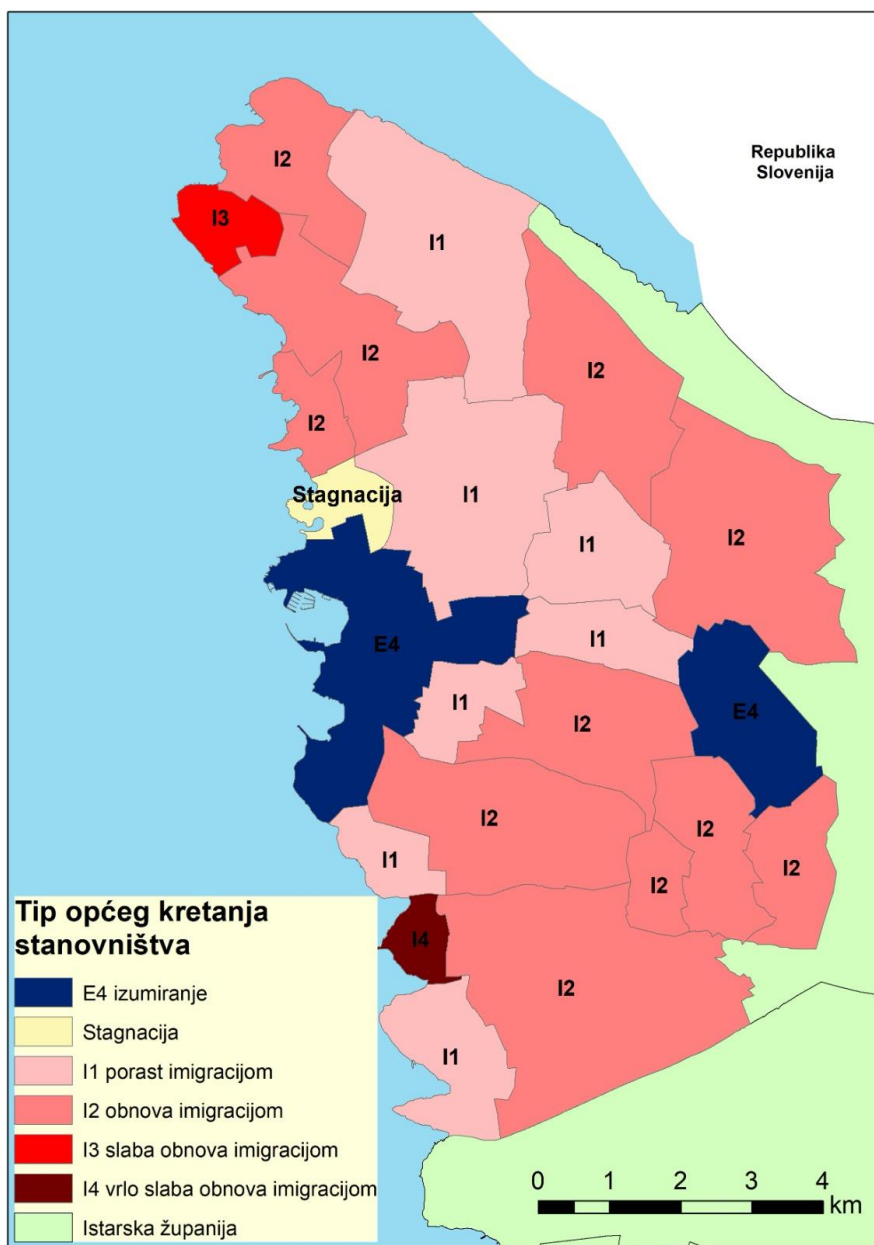 Republika
Slovenija
I2
I3
I1
I2
I2
I2
Stagnacija
I1
I1
I2
E4
I1
I1
I2
E4
I2
I2
I1
I2
I2
I4
I2
I1
Tip općeg kretanja
stanovništva
E4 izumiranje
Stagnacija
I1 porast imigracijom
I2 obnova imigracijom
I3 slaba obnova imigracijom
I4 vrlo slaba obnova imigracijom
Istarska županija
0 1 2 3 4
km